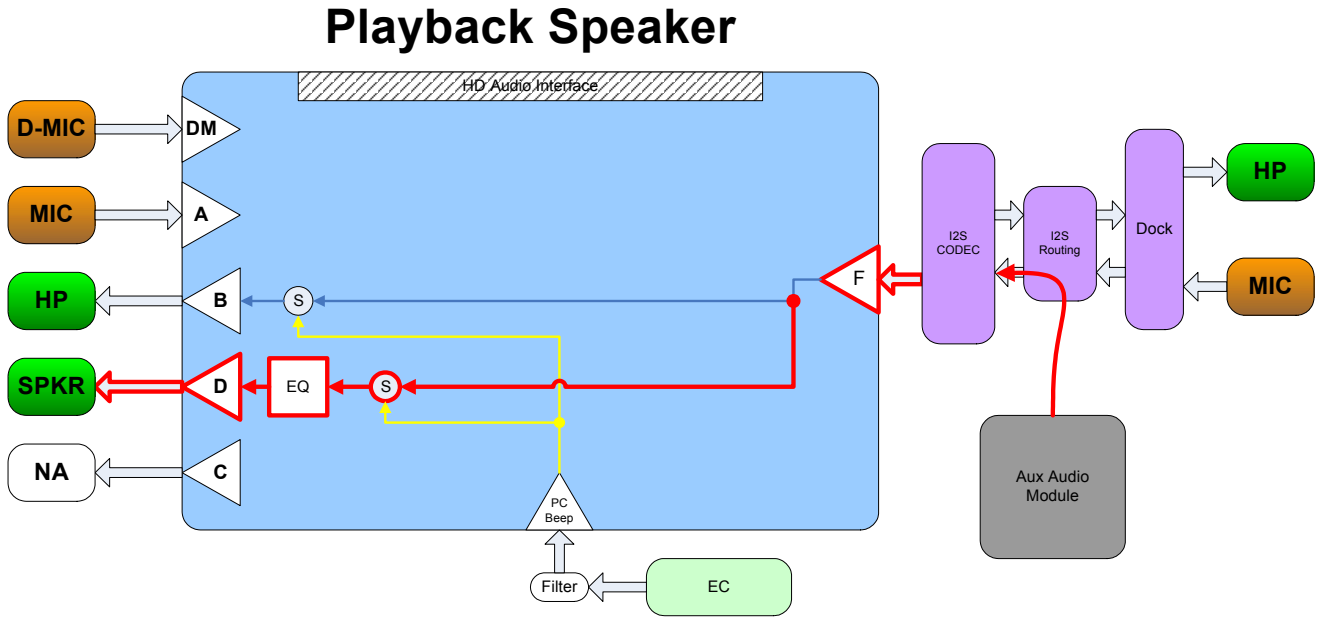 Playback Speaker
HD Audio Interface
D-MIC
DM
MIC
A
HP
B
S
SPKR
D
EQ
S
NA
C
F
I2S
CODEC
I2S
Routing
Dock
HP
MIC
Aux Audio
Module
PC
Beep
Filter
EC